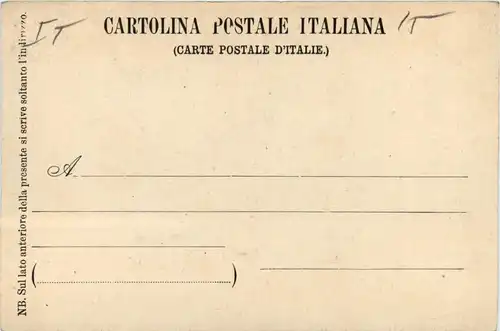 IT
CARTOLINA POSTALE ITALIANA
IT
(CARTE POSTALE D'ITALIE.)
A
NB. Sul lato anteriore della presente si scrive soltanto l'indirizzo.